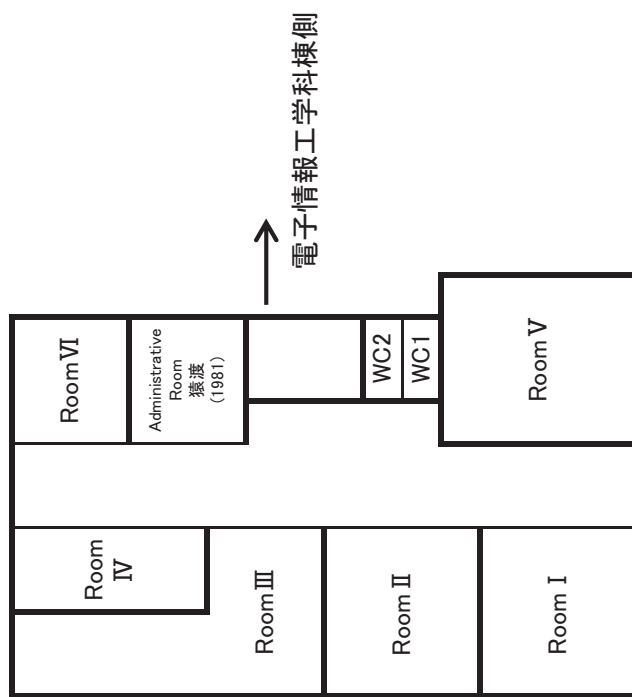 電子情報工学科棟側
Room Ⅵ
Administrative
Room
猿渡
(1981)
WC2
WC1
Room Ⅴ
Room
Ⅳ
Room Ⅲ
Room Ⅱ
Room Ⅰ